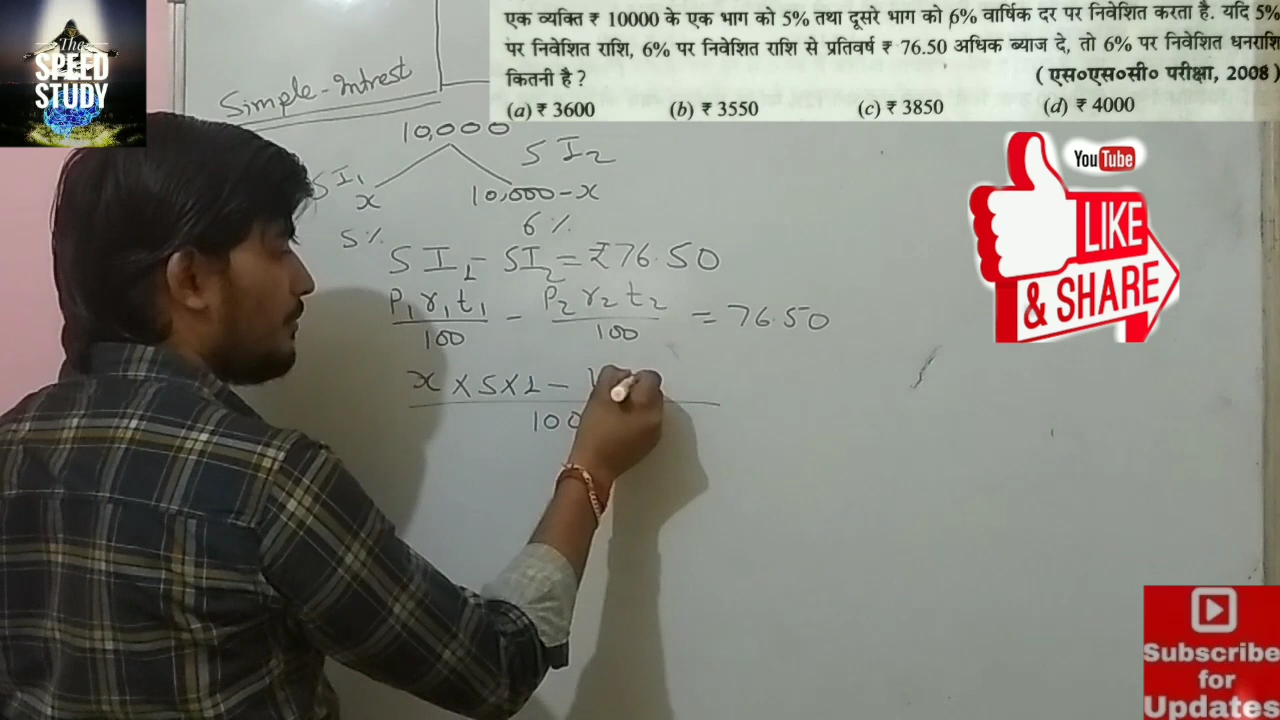 The
SPEED
STUDY
एक व्यक्ति ₹ 10000 के एक भाग को 5% तथा दूसरे भाग को 6% वार्षिक दर पर निवेशित करता है. यदि 5%
पर निवेशित राशि, 6% पर निवेशित राशि से प्रतिवर्ष ₹ 76.50 अधिक ब्याज दे, तो 6% पर निवेशित धनराशि
कितनी है ?
(एस०एस०सी० परीक्षा, 2008)
(a) ₹ 3600 (b) ₹ 3550 (c) ₹ 3850 (d) ₹ 4000
Simple-Intrest
10,000
SI₁ SI₂
x 10,000-x
5% 6%
SI₁ - SI₂ = ₹76.50
P₁r₁t₁/100 - P₂r₂t₂/100 = 76.50
x×5×1-
100
YouTube
LIKE
& SHARE
Subscribe
for
Updates